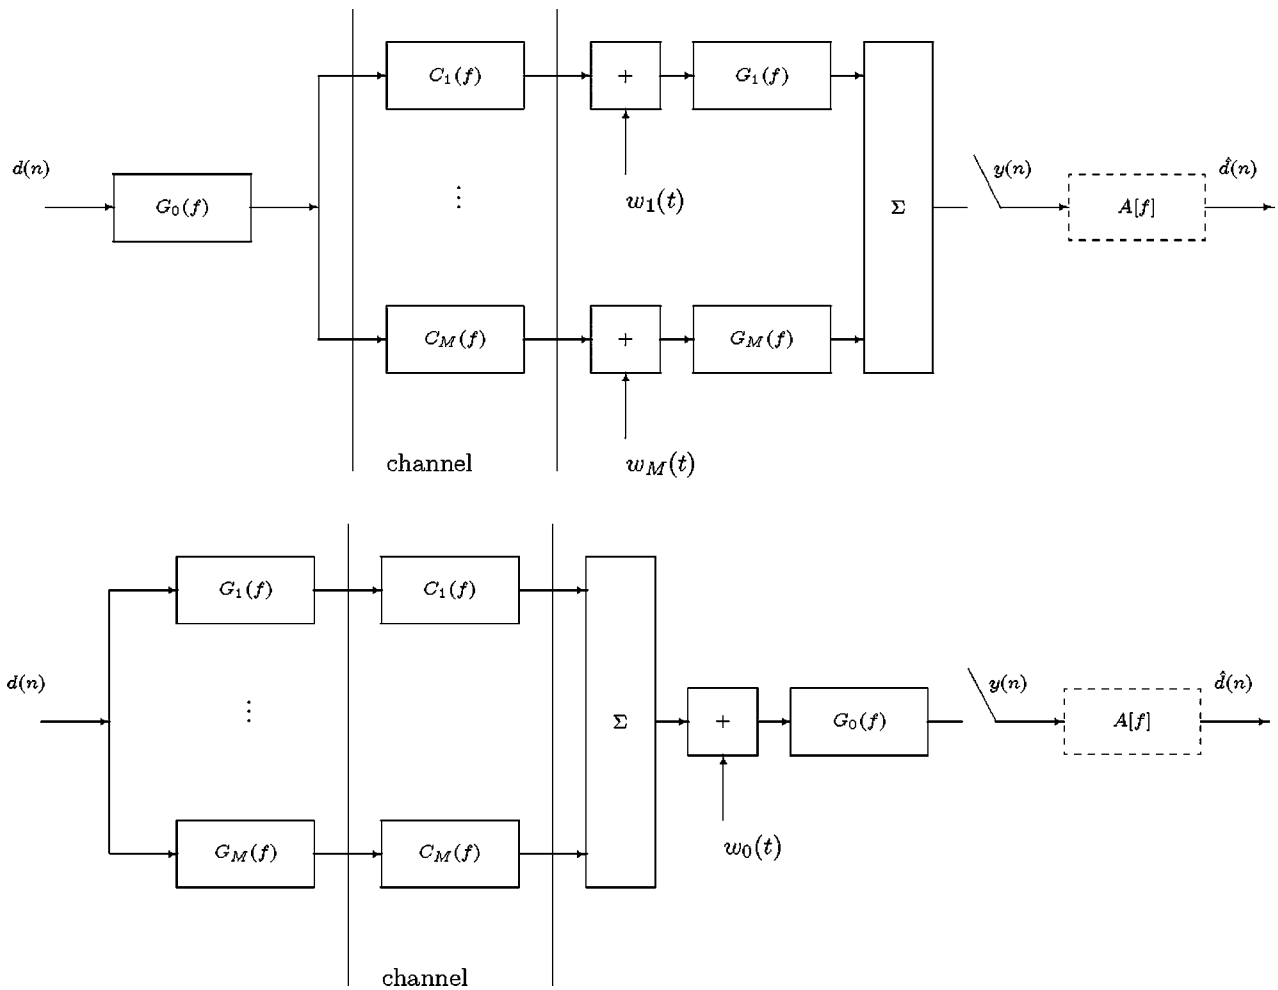 C₁(f) + G₁(f)
d(n) y(n) d̂(n)
G₀(f) ⋮ w₁(t) Σ A[f]
C_M(f) + G_M(f)
channel w_M(t)
G₁(f) C₁(f)
d(n) y(n) d̂(n)
⋮ Σ + G₀(f) A[f]
G_M(f) C_M(f) w₀(t)
channel